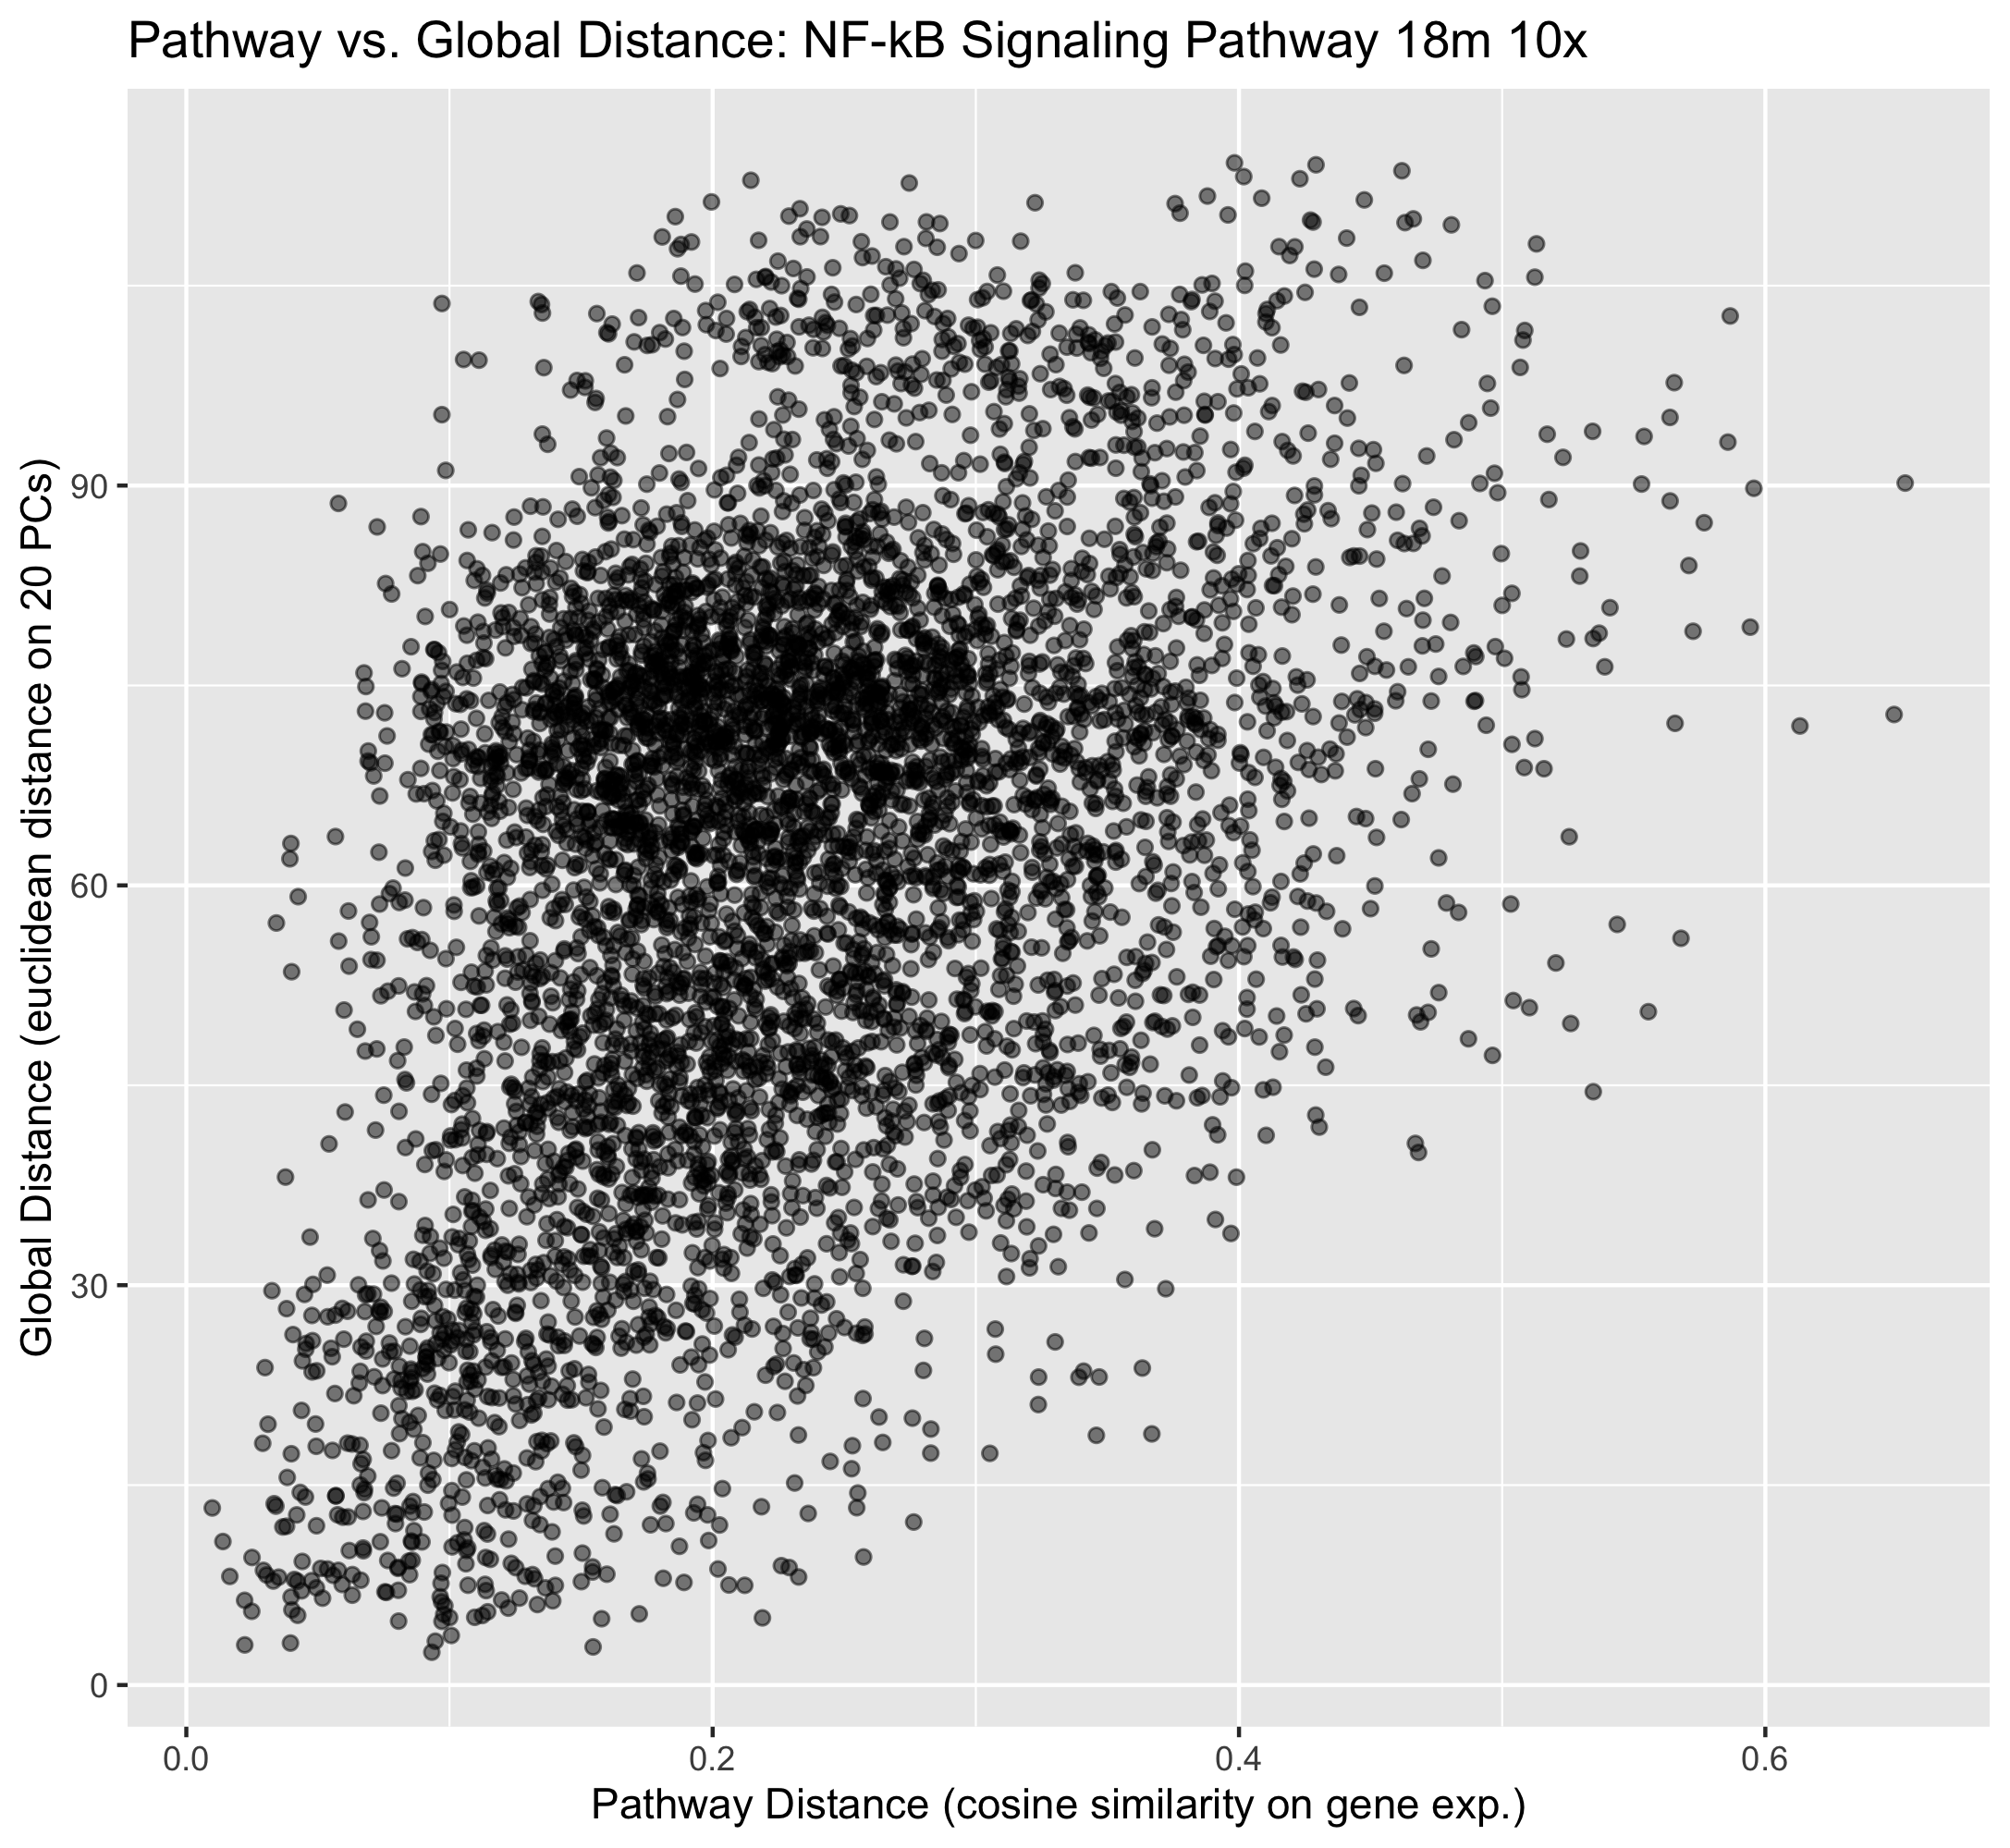 Pathway vs. Global Distance: NF-kB Signaling Pathway 18m 10x
Global Distance (euclidean distance on 20 PCs)
90
60
30
0
0.0
0.2
0.4
0.6
Pathway Distance (cosine similarity on gene exp.)